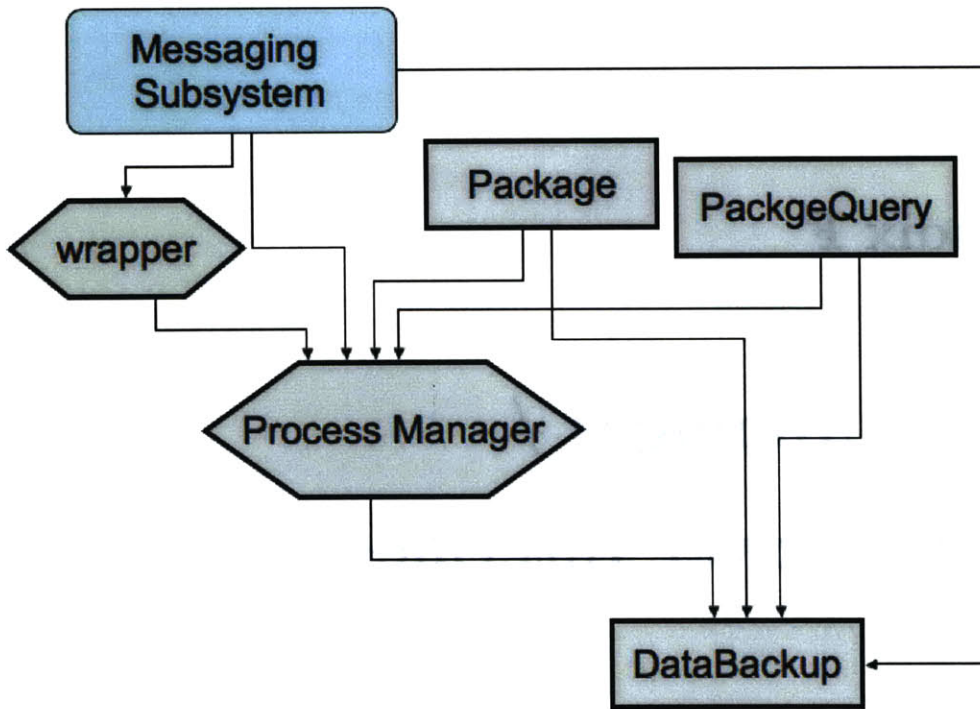 Messaging
Subsystem
Package
PackgeQuery
wrapper
Process Manager
DataBackup